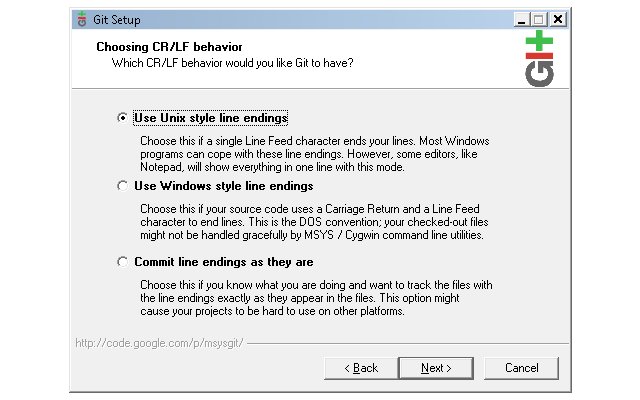 Git Setup
Choosing CR/LF behavior
Which CR/LF behavior would you like Git to have?
Git
Use Unix style line endings
Choose this if a single Line Feed character ends your lines. Most Windows
programs can cope with these line endings. However, some editors, like
Notepad, will show everything in one line with this mode.
Use Windows style line endings
Choose this if your source code uses a Carriage Return and a Line Feed
character to end lines. This is the DOS convention; your checked-out files
might not be handled gracefully by MSYS / Cygwin command line utilities.
Commit line endings as they are
Choose this if you know what you are doing and want to track the files with
the line endings exactly as they appear in the files. This option might
cause your projects to be hard to use on other platforms.
http://code.google.com/p/msysgit/
< Back
Next >
Cancel